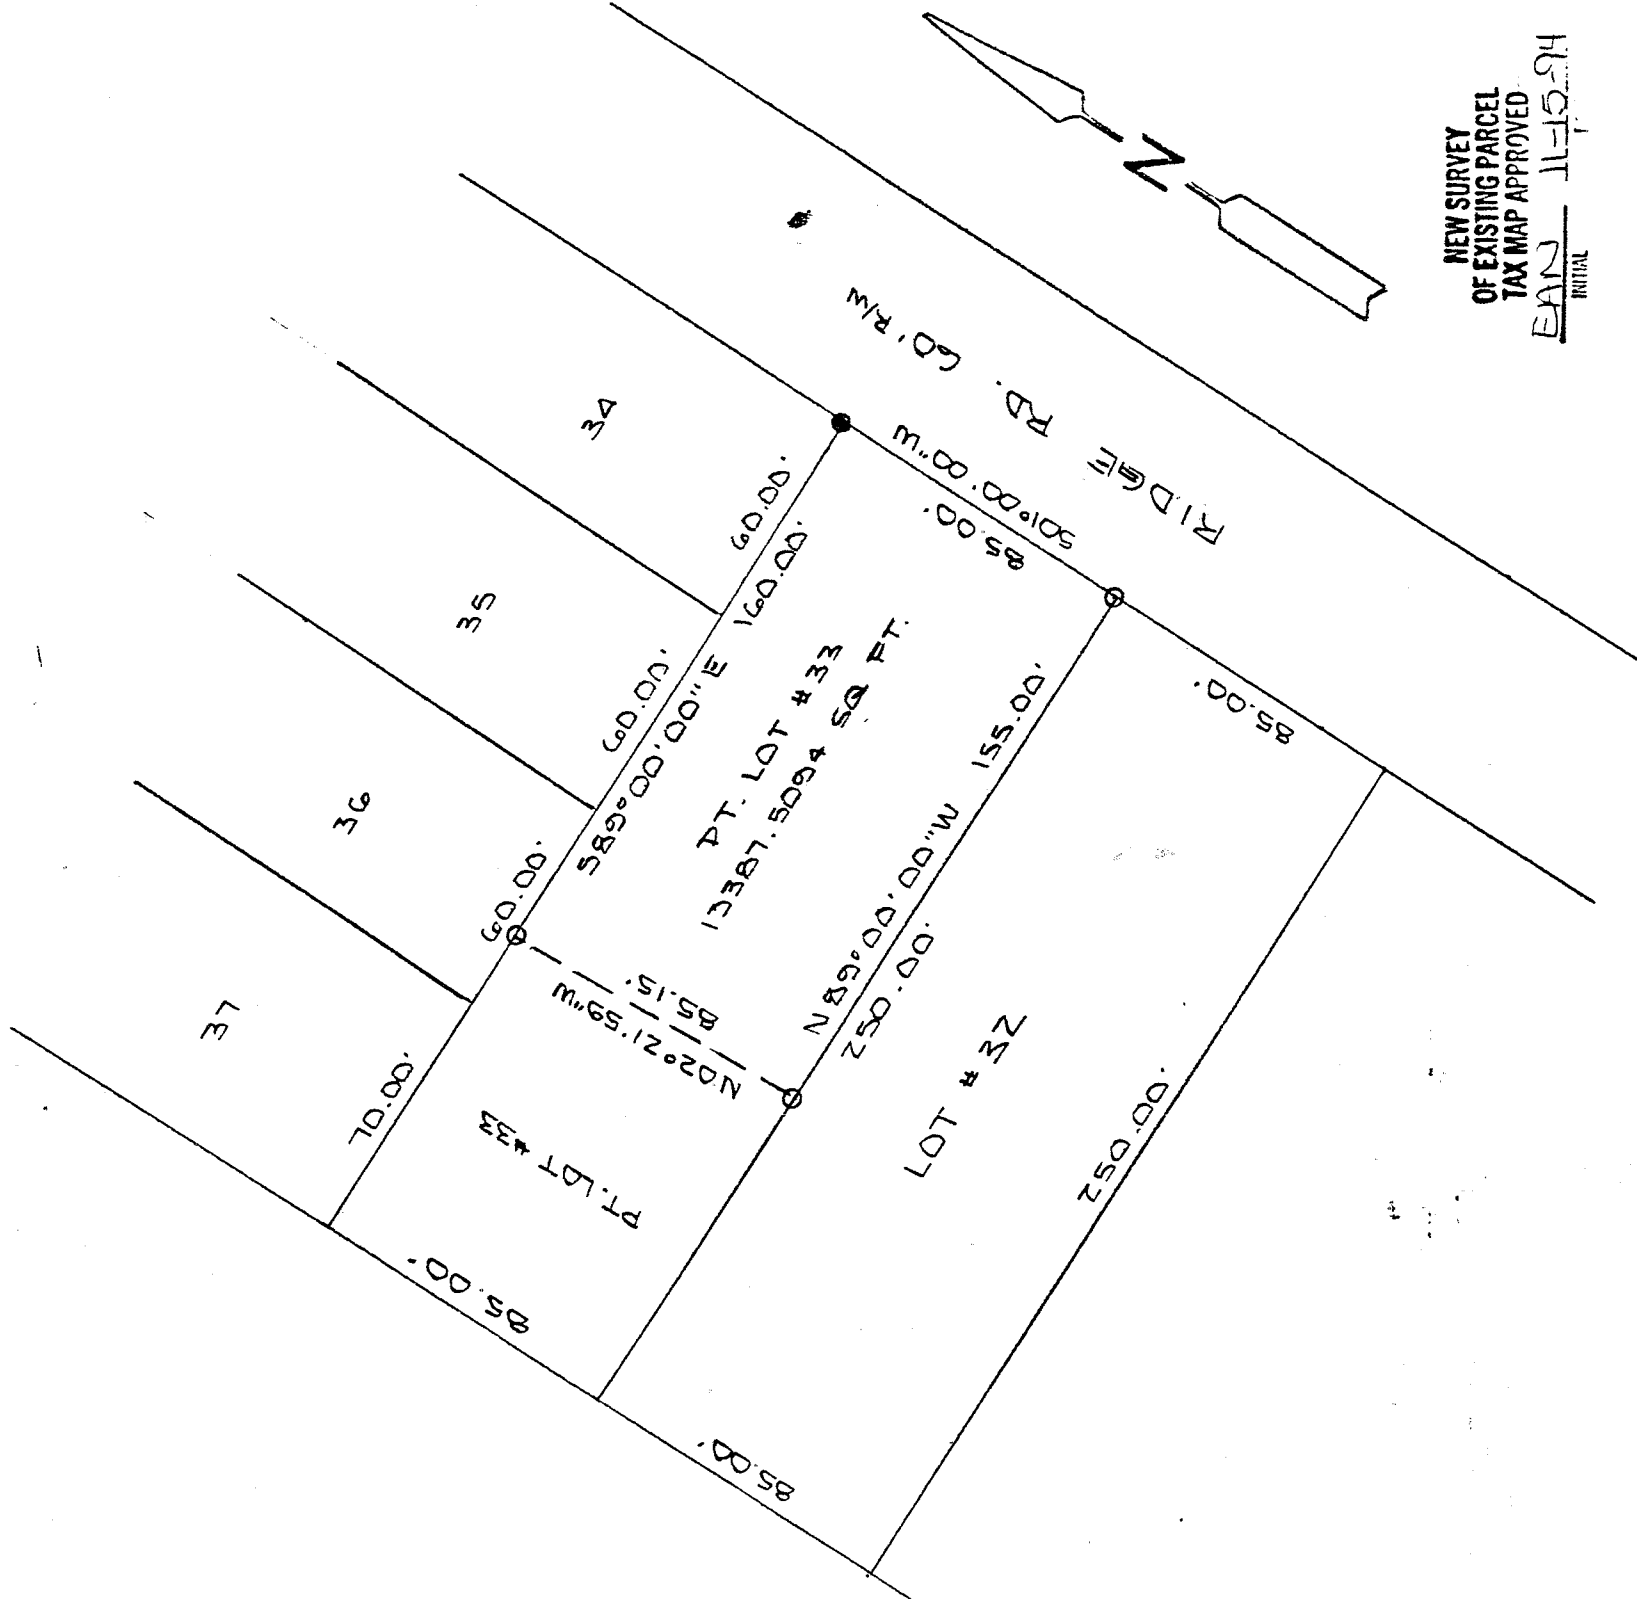 NEW SURVEY
OF EXISTING PARCEL
TAX MAP APPROVED
EAN 11-15-94
INITIAL
N
RIDGE RD. 60' R/W
S01°00'00"W
85.00'
85.00'
34
35
36
37
60.00'
60.00'
60.00'
70.00'
S89°00'00"E 160.00'
PT. LOT #33
13387.5094 SQ FT.
N89°00'00"W 155.00'
250.00'
N02°21'59"W
85.15'
PT. LOT #33
LOT #32
250.00'
85.00'
85.00'